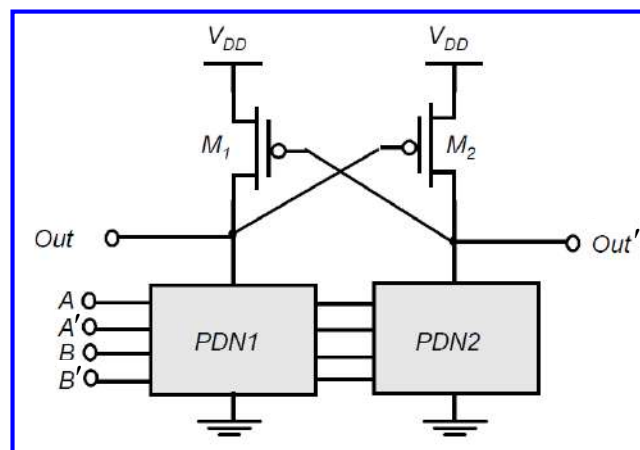 V_DD V_DD
M_1 M_2
Out Out′
A
A′
B
B′
PDN1 PDN2